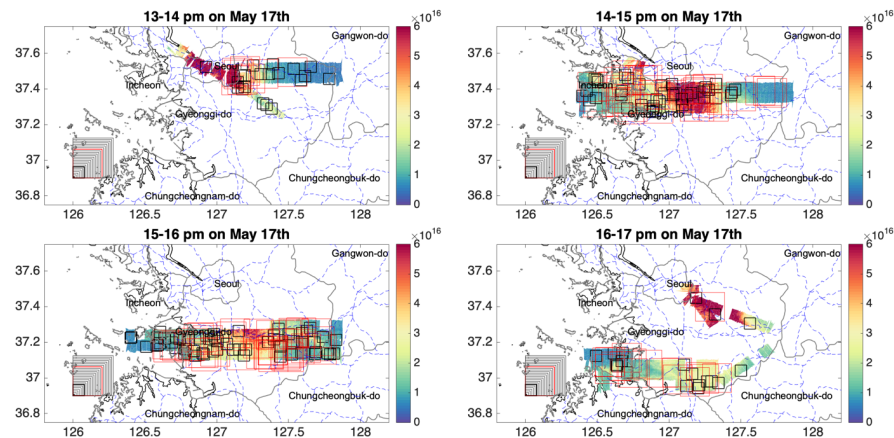 13-14 pm on May 17th
×10^16
Gangwon-do
Seoul
Incheon
Gyeonggi-do
Chungcheongbuk-do
Chungcheongnam-do
37.6
37.4
37.2
37
36.8
126
126.5
127
127.5
128
6
5
4
3
2
1
0
14-15 pm on May 17th
×10^16
Gangwon-do
Seoul
Incheon
Gyeonggi-do
Chungcheongbuk-do
Chungcheongnam-do
37.6
37.4
37.2
37
36.8
126
126.5
127
127.5
128
6
5
4
3
2
1
0
15-16 pm on May 17th
×10^16
Gangwon-do
Seoul
Incheon
Gyeonggi-do
Chungcheongbuk-do
Chungcheongnam-do
37.6
37.4
37.2
37
36.8
126
126.5
127
127.5
128
6
5
4
3
2
1
0
16-17 pm on May 17th
×10^16
Gangwon-do
Seoul
Incheon
Gyeonggi-do
Chungcheongbuk-do
Chungcheongnam-do
37.6
37.4
37.2
37
36.8
126
126.5
127
127.5
128
6
5
4
3
2
1
0